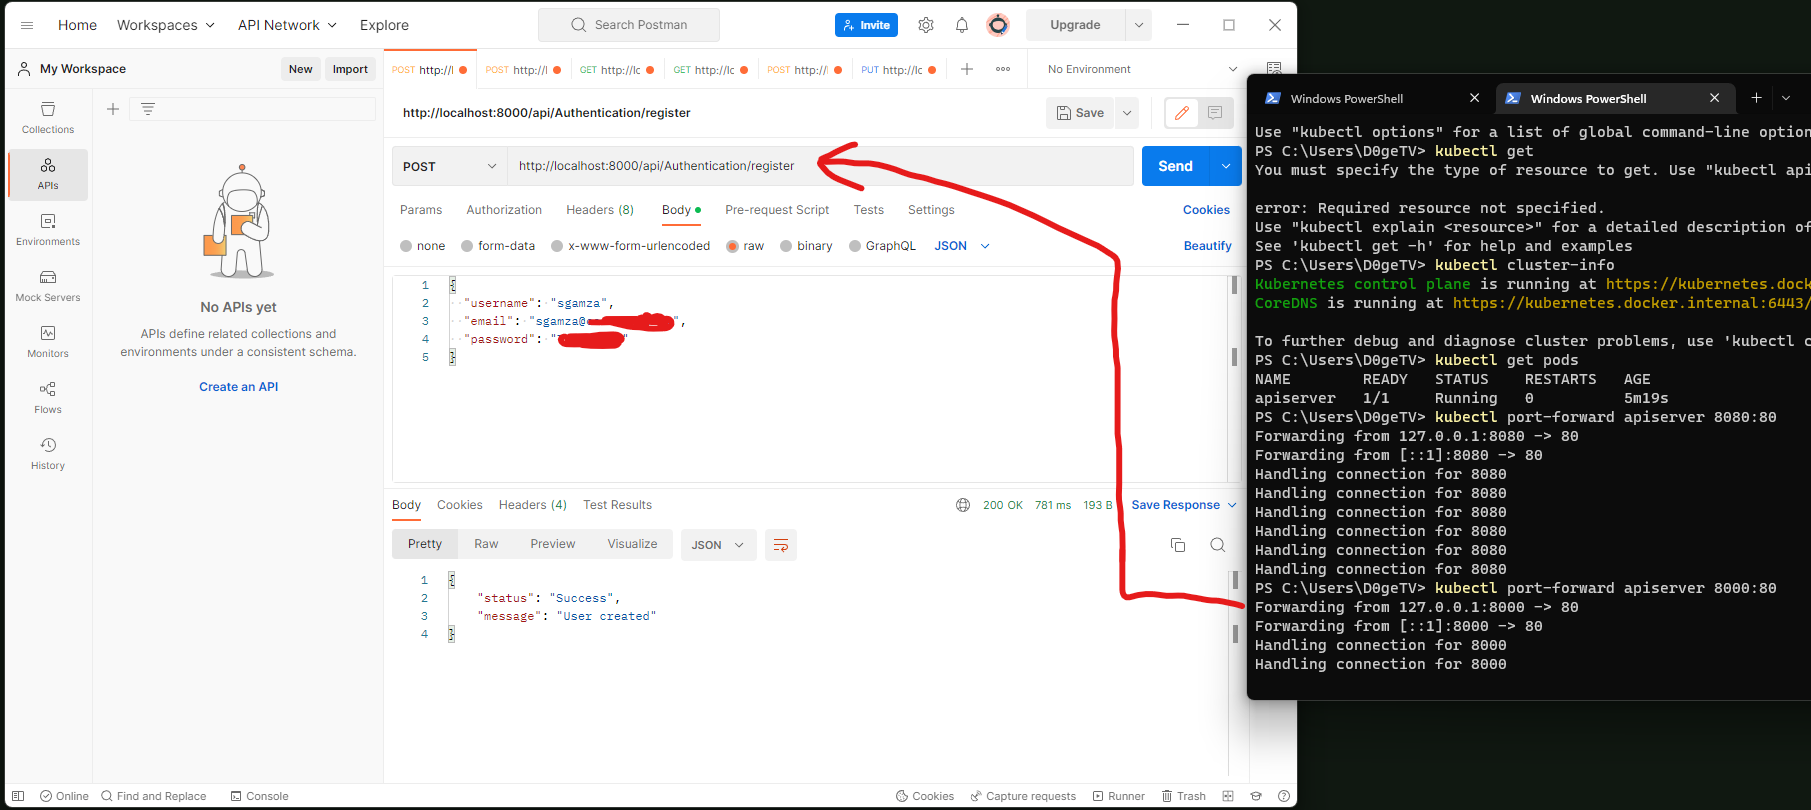 Home
Workspaces
API Network
Explore
Search Postman
Invite
Upgrade
My Workspace
New
Import
POST http://l
POST http://l
GET http://lc
GET http://lc
POST http://l
PUT http://lc
No Environment
Collections
APIs
Environments
Mock Servers
Monitors
Flows
History
No APIs yet
APIs define related collections and
environments under a consistent schema.
Create an API
http://localhost:8000/api/Authentication/register
Save
POST
http://localhost:8000/api/Authentication/register
Send
Params
Authorization
Headers (8)
Body
Pre-request Script
Tests
Settings
Cookies
none
form-data
x-www-form-urlencoded
raw
binary
GraphQL
JSON
Beautify
1 {
2 "username": "sgamza",
3 "email": "sgamza@ ",
4 "password": " "
5 }
Body
Cookies
Headers (4)
Test Results
200 OK
781 ms
193 B
Save Response
Pretty
Raw
Preview
Visualize
JSON
1 {
2 "status": "Success",
3 "message": "User created"
4 }
Online
Find and Replace
Console
Cookies
Capture requests
Runner
Trash
Windows PowerShell
Windows PowerShell
Use "kubectl options" for a list of global command-line option
PS C:\Users\D0geTV> kubectl get
You must specify the type of resource to get. Use "kubectl api
error: Required resource not specified.
Use "kubectl explain <resource>" for a detailed description of
See 'kubectl get -h' for help and examples
PS C:\Users\D0geTV> kubectl cluster-info
Kubernetes control plane is running at https://kubernetes.dock
CoreDNS is running at https://kubernetes.docker.internal:6443/
To further debug and diagnose cluster problems, use 'kubectl c
PS C:\Users\D0geTV> kubectl get pods
NAME READY STATUS RESTARTS AGE
apiserver 1/1 Running 0 5m19s
PS C:\Users\D0geTV> kubectl port-forward apiserver 8080:80
Forwarding from 127.0.0.1:8080 -> 80
Forwarding from [::1]:8080 -> 80
Handling connection for 8080
Handling connection for 8080
Handling connection for 8080
Handling connection for 8080
Handling connection for 8080
Handling connection for 8080
PS C:\Users\D0geTV> kubectl port-forward apiserver 8000:80
Forwarding from 127.0.0.1:8000 -> 80
Forwarding from [::1]:8000 -> 80
Handling connection for 8000
Handling connection for 8000